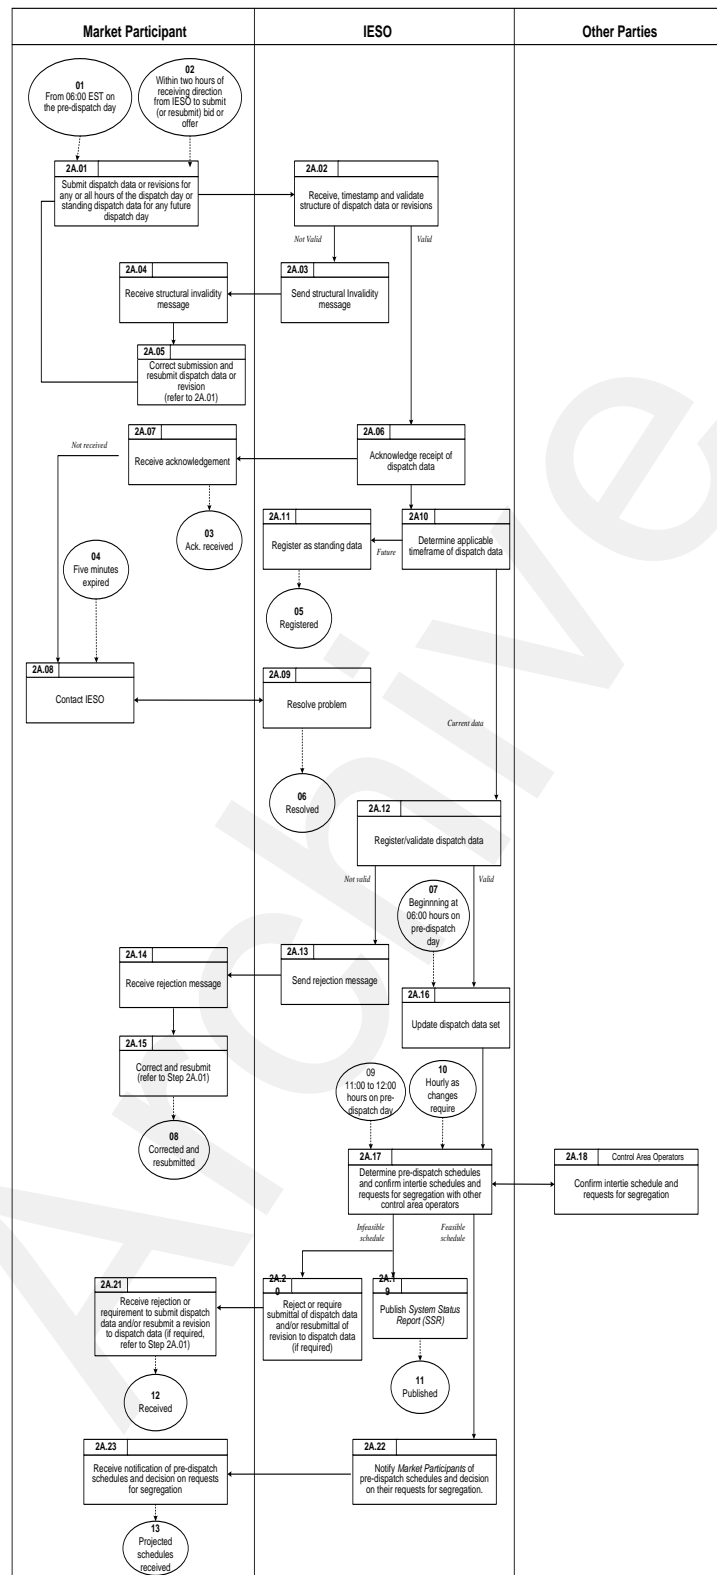 Market Participant
IESO
Other Parties
01
From 06:00 EST on
the pre-dispatch day
02
Within two hours of
receiving direction
from IESO to submit
(or resubmit) bid or
offer
2A.01
Submit dispatch data or revisions for
any or all hours of the dispatch day or
standing dispatch data for any future
dispatch day
2A.02
Receive, timestamp and validate
structure of dispatch data or revisions
Not Valid
Valid
2A.04
Receive structural invalidity
message
2A.03
Send structural Invalidity
message
2A.05
Correct submission and
resubmit dispatch data or
revision
(refer to 2A.01)
2A.07
Receive acknowledgement
Not received
2A.06
Acknowledge receipt of
dispatch data
03
Ack. received
2A.11
Register as standing data
Future
2A10
Determine applicable
timeframe of dispatch data
04
Five minutes
expired
05
Registered
2A.08
Contact IESO
2A.09
Resolve problem
Current data
06
Resolved
2A.12
Register/validate dispatch data
Not valid
Valid
07
Beginnning at
06:00 hours on
pre-dispatch
day
2A.14
Receive rejection message
2A.13
Send rejection message
2A.16
Update dispatch data set
2A.15
Correct and resubmit
(refer to Step 2A.01)
09
11:00 to 12:00
hours on pre-
dispatch day
10
Hourly as
changes
require
08
Corrected and
resubmitted
2A.17
Determine pre-dispatch schedules
and confirm intertie schedules and
requests for segregation with other
control area operators
2A.18
Control Area Operators
Confirm intertie schedule and
requests for segregation
Infeasible
schedule
Feasible
schedule
2A.21
Receive rejection or
requirement to submit dispatch
data and/or resubmit a revision
to dispatch data (if required,
refer to Step 2A.01)
2A.2
0
Reject or require
submittal of dispatch data
and/or resubmittal of
revision to dispatch data
(if required)
2A.1
9
Publish System Status
Report (SSR)
11
Published
12
Received
2A.23
Receive notification of pre-dispatch
schedules and decision on requests
for segregation
2A.22
Notify Market Participants of
pre-dispatch schedules and decision
on their requests for segregation.
13
Projected
schedules
received
Archive